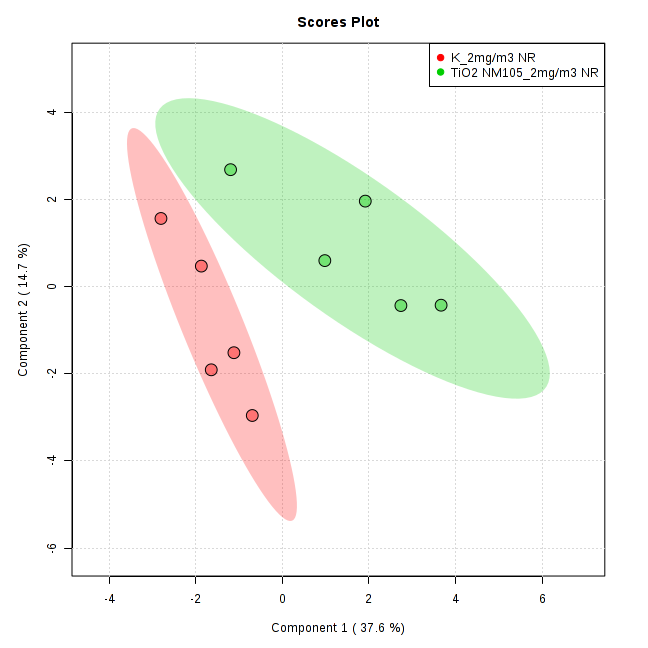 Scores Plot
K_2mg/m3 NR
TiO2 NM105_2mg/m3 NR
4
2
0
-2
-4
-6
Component 2 ( 14.7 %)
-4
-2
0
2
4
6
Component 1 ( 37.6 %)